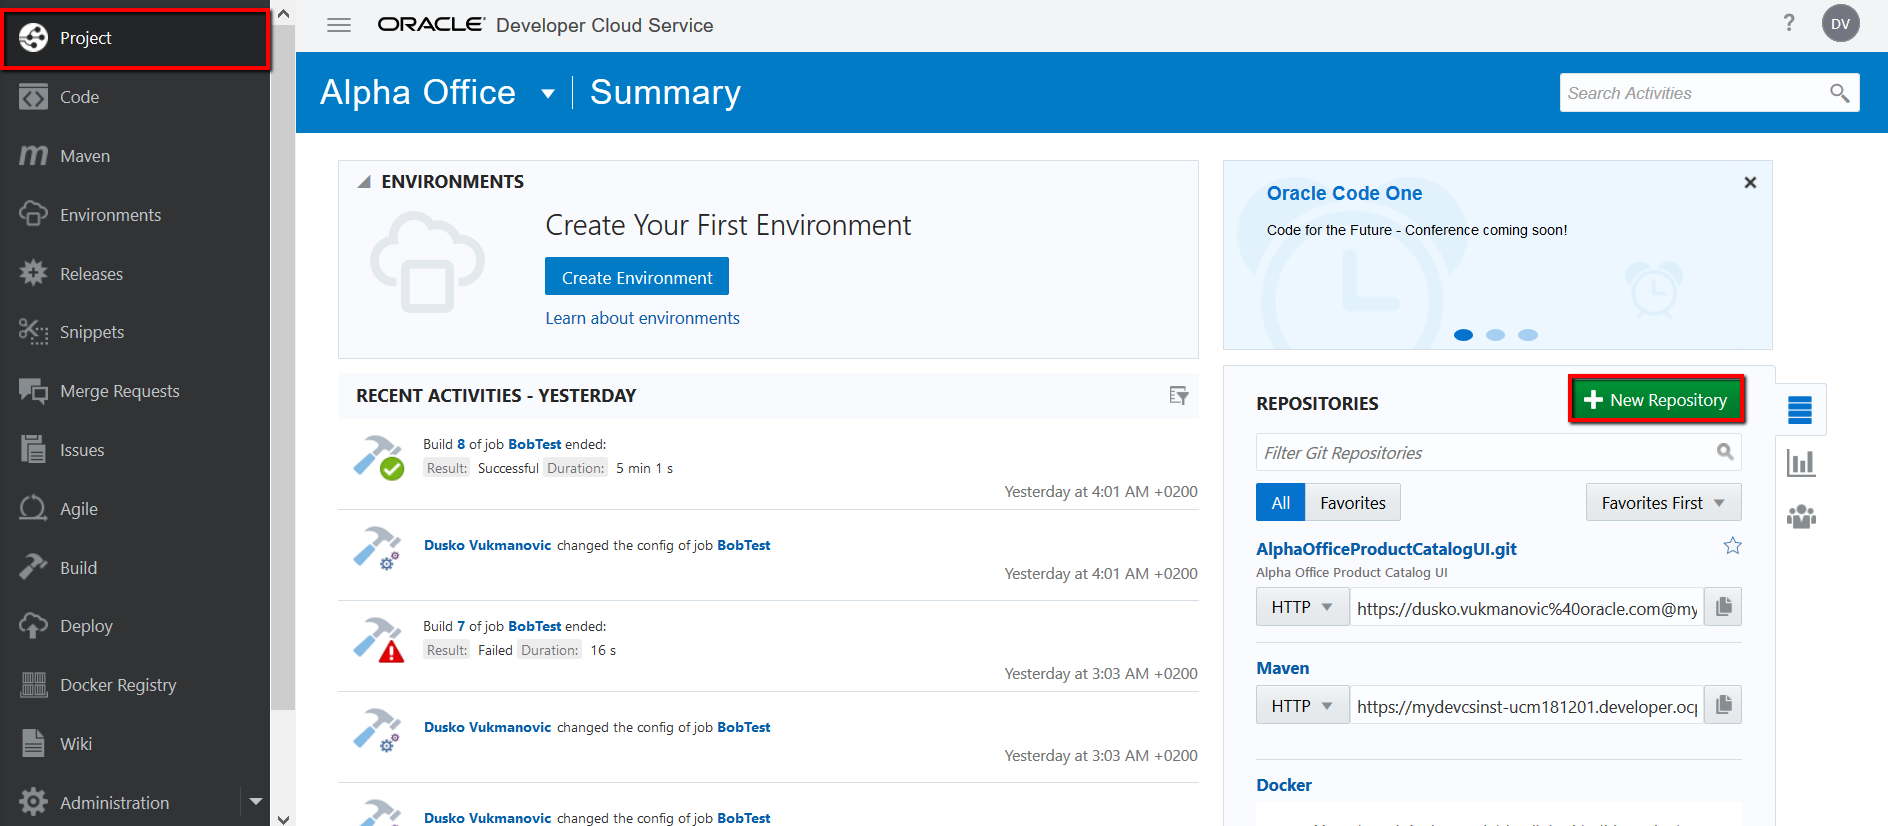 Project
Code
Maven
Environments
Releases
Snippets
Merge Requests
Issues
Agile
Build
Deploy
Docker Registry
Wiki
Administration
ORACLE® Developer Cloud Service
? DV
Alpha Office Summary
Search Activities
ENVIRONMENTS
Create Your First Environment
Create Environment
Learn about environments
Oracle Code One
Code for the Future - Conference coming soon!
RECENT ACTIVITIES - YESTERDAY
Build 8 of job BobTest ended:
Result: Successful Duration: 5 min 1 s
Yesterday at 4:01 AM +0200
Dusko Vukmanovic changed the config of job BobTest
Yesterday at 4:01 AM +0200
Build 7 of job BobTest ended:
Result: Failed Duration: 16 s
Yesterday at 3:03 AM +0200
Dusko Vukmanovic changed the config of job BobTest
Yesterday at 3:03 AM +0200
Dusko Vukmanovic changed the config of job BobTest
REPOSITORIES
New Repository
Filter Git Repositories
All Favorites Favorites First
AlphaOfficeProductCatalogUI.git
Alpha Office Product Catalog UI
HTTP https://dusko.vukmanovic%40oracle.com@my
Maven
HTTP https://mydevcsinst-ucm181201.developer.ocp
Docker